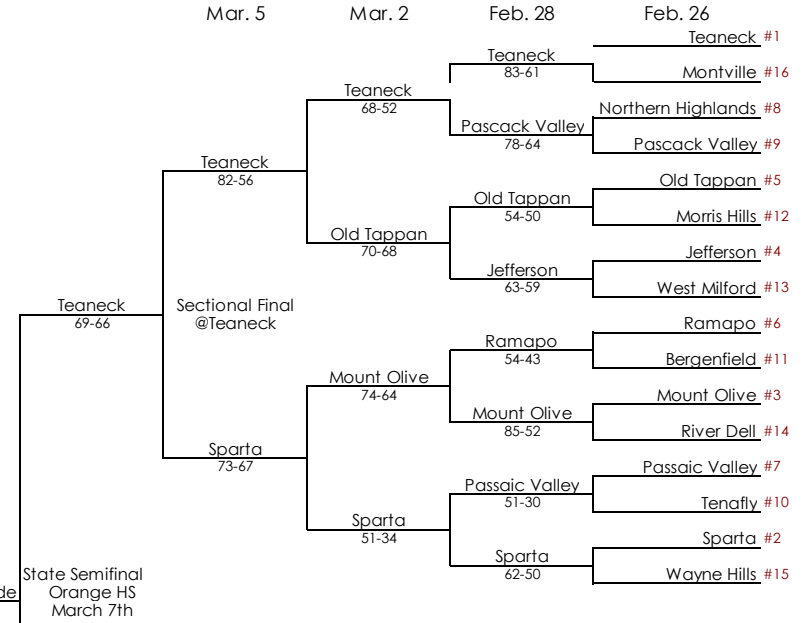 Mar. 5 Mar. 2 Feb. 28 Feb. 26
Teaneck #1
Teaneck
83-61
Montville #16
Teaneck
68-52
Northern Highlands #8
Pascack Valley
78-64
Pascack Valley #9
Teaneck
82-56
Old Tappan #5
Old Tappan
54-50
Morris Hills #12
Old Tappan
70-68
Jefferson #4
Jefferson
63-59
West Milford #13
Teaneck
69-66
Sectional Final
@Teaneck
Ramapo #6
Ramapo
54-43
Bergenfield #11
Mount Olive
74-64
Mount Olive #3
Mount Olive
85-52
River Dell #14
Sparta
73-67
Passaic Valley #7
Passaic Valley
51-30
Tenafly #10
Sparta
51-34
Sparta #2
Sparta
62-50
Wayne Hills #15
State Semifinal
Orange HS
March 7th
de